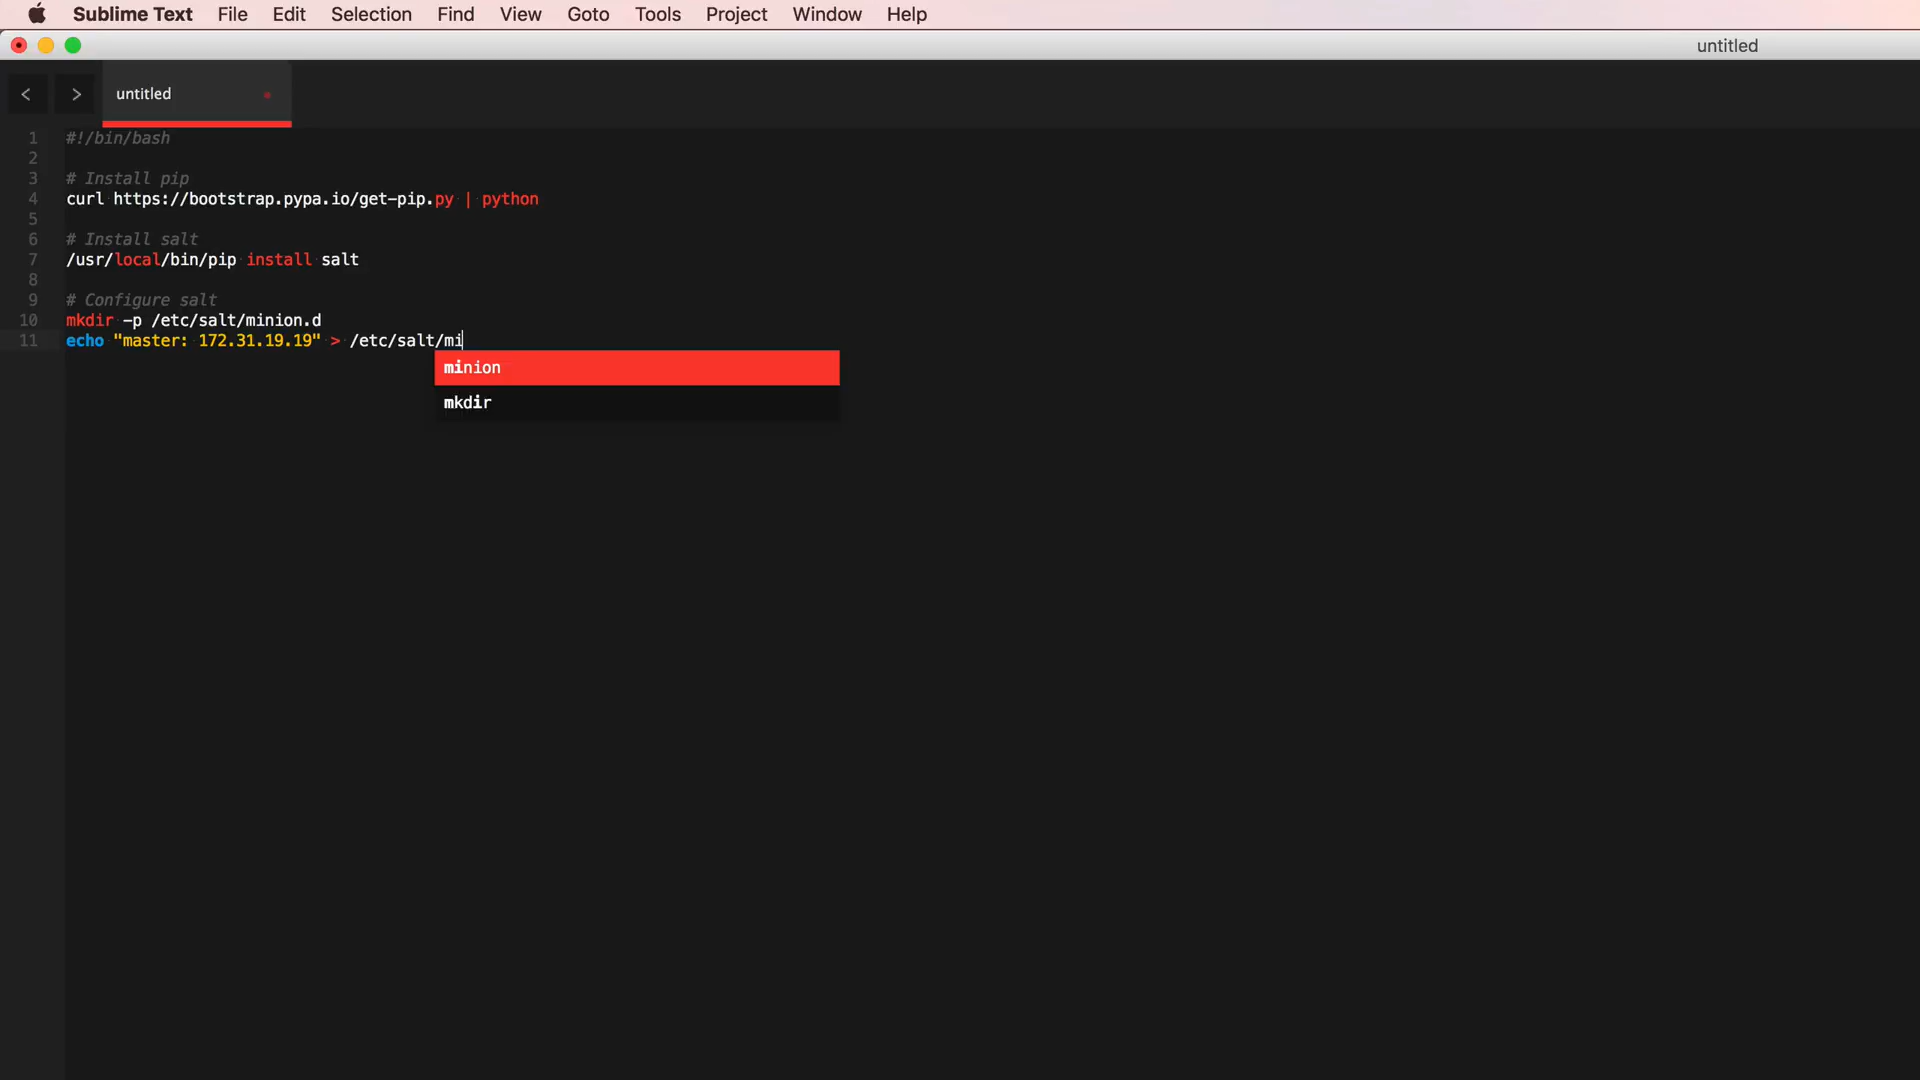 Sublime Text File Edit Selection Find View Goto Tools Project Window Help
untitled
< > untitled
1 #!/bin/bash
2
3 # Install pip
4 curl https://bootstrap.pypa.io/get-pip.py | python
5
6 # Install salt
7 /usr/local/bin/pip install salt
8
9 # Configure salt
10 mkdir -p /etc/salt/minion.d
11 echo "master: 172.31.19.19" > /etc/salt/mi
minion
mkdir